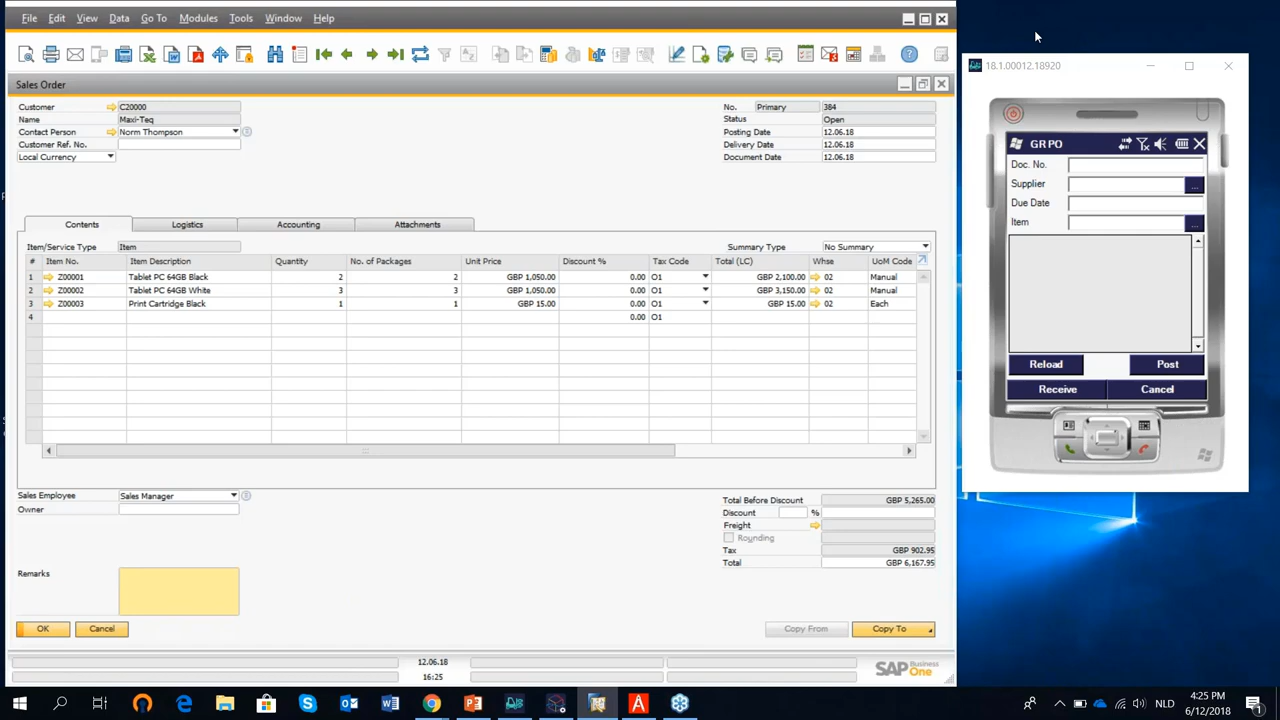 File Edit View Data Go To Modules Tools Window Help
Sales Order
Customer C20000
Name Maxi-Teq
Contact Person Norm Thompson
Customer Ref. No.
Local Currency
No. Primary 384
Status Open
Posting Date 12.06.18
Delivery Date 12.06.18
Document Date 12.06.18
Contents Logistics Accounting Attachments
Item/Service Type Item Summary Type No Summary
# Item No. Item Description Quantity No. of Packages Unit Price Discount % Tax Code Total (LC) Whse UoM Code
1 Z00001 Tablet PC 64GB Black 2 2 GBP 1,050.00 0.00 O1 GBP 2,100.00 02 Manual
2 Z00002 Tablet PC 64GB White 3 3 GBP 1,050.00 0.00 O1 GBP 3,150.00 02 Manual
3 Z00003 Print Cartridge Black 1 1 GBP 15.00 0.00 O1 GBP 15.00 02 Each
4 0.00 O1
Sales Employee Sales Manager
Owner
Total Before Discount GBP 5,265.00
Discount %
Freight
Rounding
Tax GBP 902.95
Total GBP 6,167.95
Remarks
OK Cancel Copy From Copy To
12.06.18
16:25
SAP Business One
18.1.00012.18920
GR PO
Doc. No.
Supplier ...
Due Date
Item ...
Reload Post
Receive Cancel
NLD
4:25 PM
6/12/2018
1